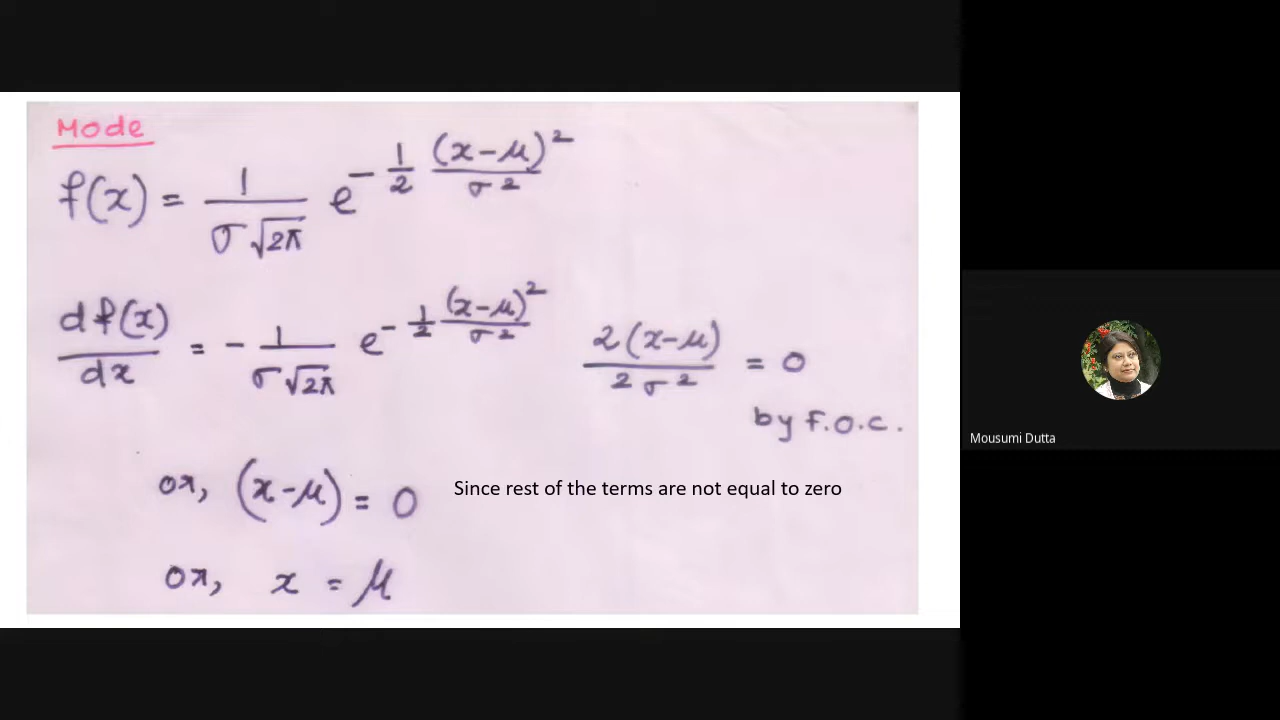 Mode
f(x) = 1/(σ√2π) e^(-1/2 (x-μ)²/σ²)
df(x)/dx = - 1/(σ√2π) e^(-1/2 (x-μ)²/σ²) 2(x-μ)/2σ² = 0
by F.O.C.
or, (x-μ) = 0 Since rest of the terms are not equal to zero
or, x = μ
Mousumi Dutta